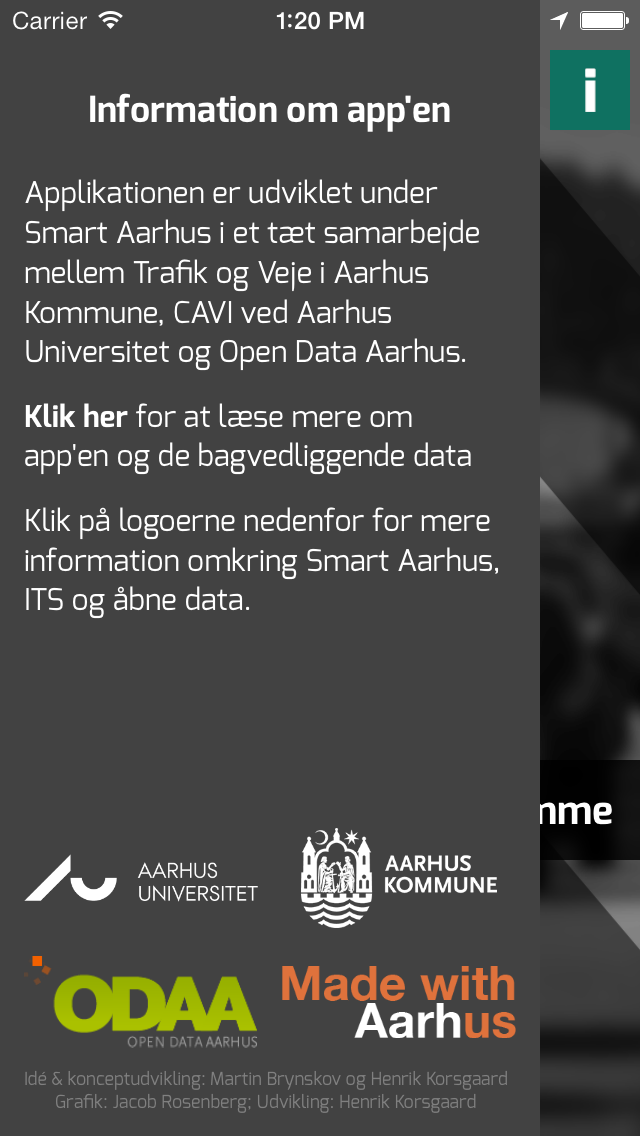 Carrier 1:20 PM
i
Information om app'en
Applikationen er udviklet under
Smart Aarhus i et tæt samarbejde
mellem Trafik og Veje i Aarhus
Kommune, CAVI ved Aarhus
Universitet og Open Data Aarhus.
Klik her for at læse mere om
app'en og de bagvedliggende data
Klik på logoerne nedenfor for mere
information omkring Smart Aarhus,
ITS og åbne data.
mme
AARHUS
UNIVERSITET
AARHUS
KOMMUNE
ODAA
OPEN DATA AARHUS
Made with
Aarhus
Idé & konceptudvikling: Martin Brynskov og Henrik Korsgaard
Grafik: Jacob Rosenberg; Udvikling: Henrik Korsgaard